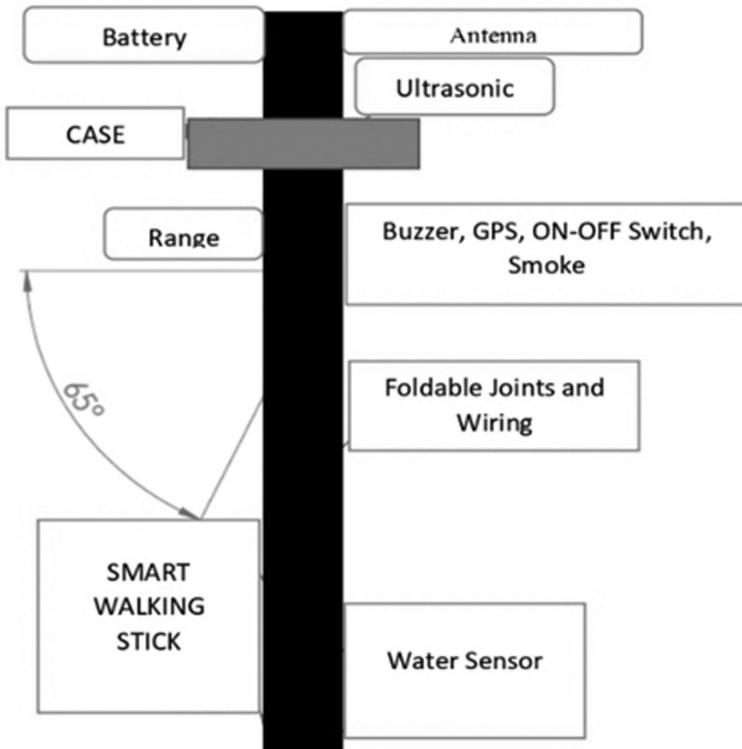 Battery
Antenna
Ultrasonic
CASE
Range
Buzzer, GPS, ON-OFF Switch,
Smoke
65°
Foldable Joints and
Wiring
SMART
WALKING
STICK
Water Sensor